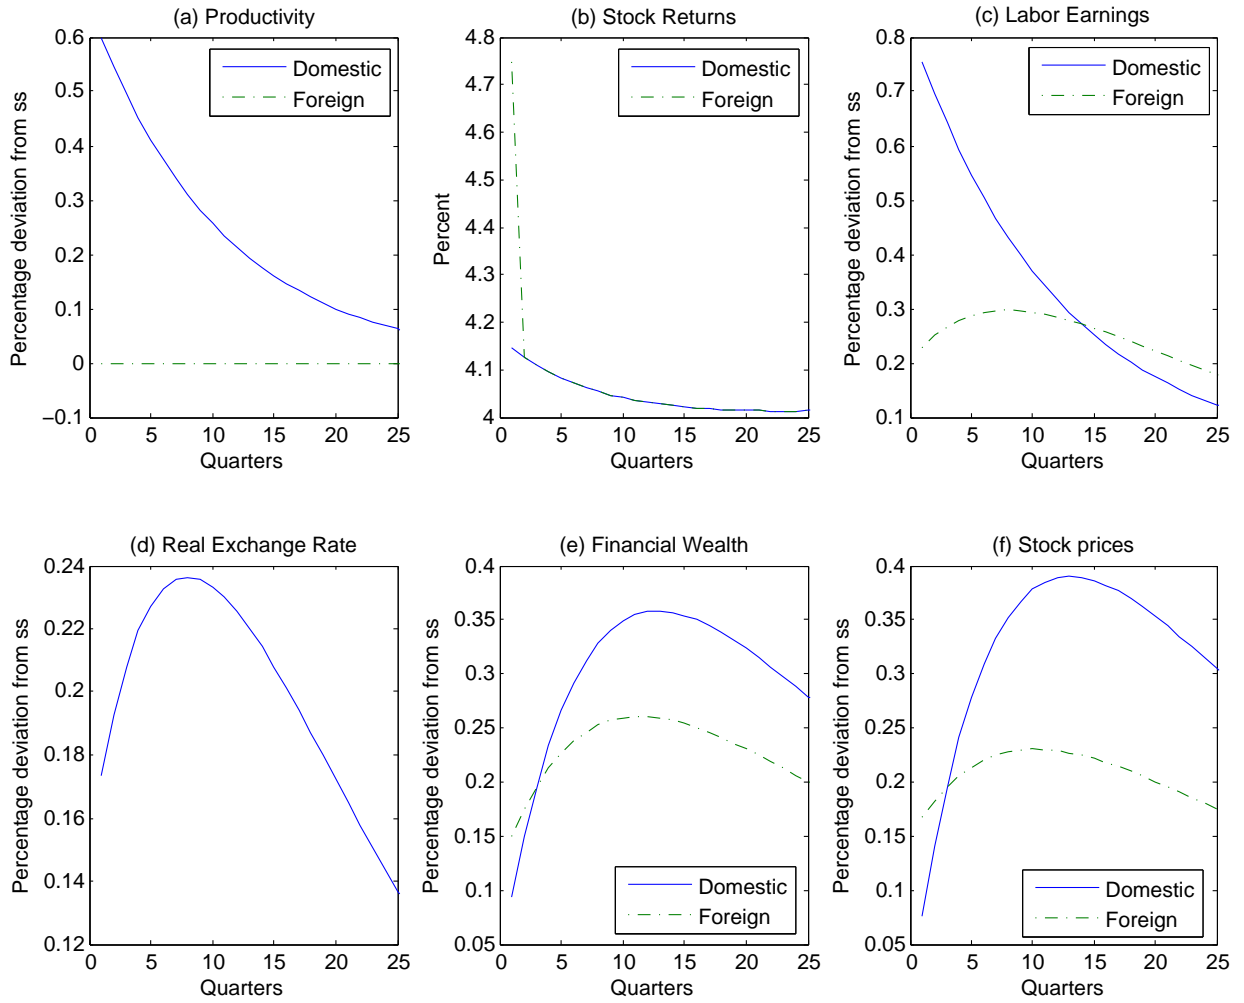 (a) Productivity
Percentage deviation from ss
0.6
0.5
0.4
0.3
0.2
0.1
0
−0.1
0 5 10 15 20 25
Quarters
Domestic
Foreign
(b) Stock Returns
Percent
4.8
4.7
4.6
4.5
4.4
4.3
4.2
4.1
4
0 5 10 15 20 25
Quarters
Domestic
Foreign
(c) Labor Earnings
Percentage deviation from ss
0.8
0.7
0.6
0.5
0.4
0.3
0.2
0.1
0 5 10 15 20 25
Quarters
Domestic
Foreign
(d) Real Exchange Rate
Percentage deviation from ss
0.24
0.22
0.2
0.18
0.16
0.14
0.12
0 5 10 15 20 25
Quarters
(e) Financial Wealth
Percentage deviation from ss
0.4
0.35
0.3
0.25
0.2
0.15
0.1
0.05
0 5 10 15 20 25
Quarters
Domestic
Foreign
(f) Stock prices
Percentage deviation from ss
0.4
0.35
0.3
0.25
0.2
0.15
0.1
0.05
0 5 10 15 20 25
Quarters
Domestic
Foreign